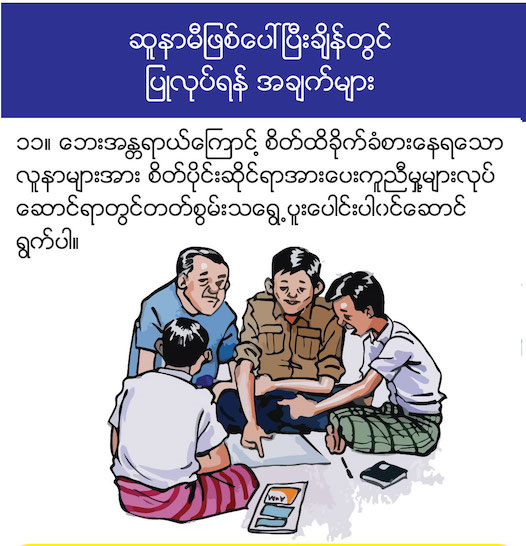 ဆူနာမီဖြစ်ပေါ်ပြီးချိန်တွင်
ပြုလုပ်ရန် အချက်များ
၁၁။ ဘေးအန္တရာယ်ကြောင့် စိတ်ထိခိုက်ခံစားနေရသော
လူနာများအား စိတ်ပိုင်းဆိုင်ရာအားပေးကူညီမှု့များလုပ်
ဆောင်ရာတွင်တတ်စွမ်းသရွေ့ပူးပေါင်းပါဝင်ဆောင်
ရွက်ပါ။